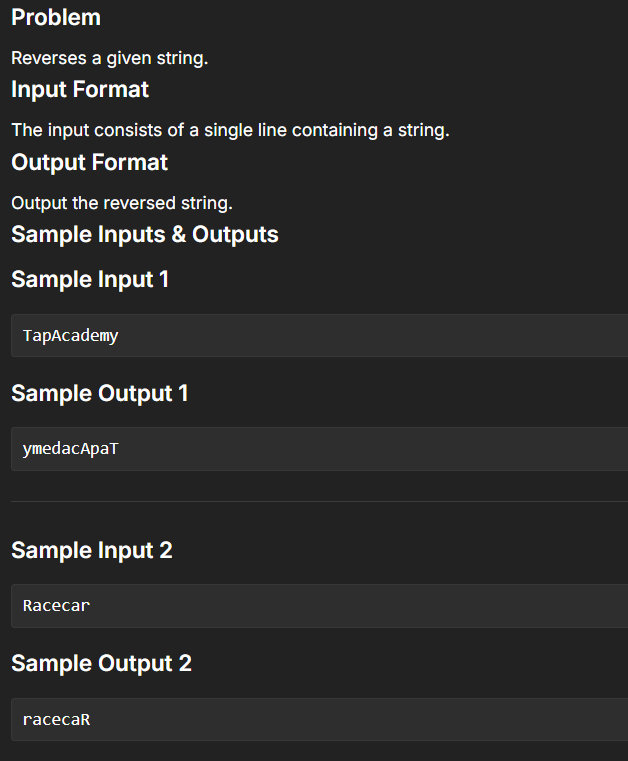 Problem
Reverses a given string.
Input Format
The input consists of a single line containing a string.
Output Format
Output the reversed string.
Sample Inputs & Outputs
Sample Input 1
TapAcademy
Sample Output 1
ymedacApaT
Sample Input 2
Racecar
Sample Output 2
racecaR